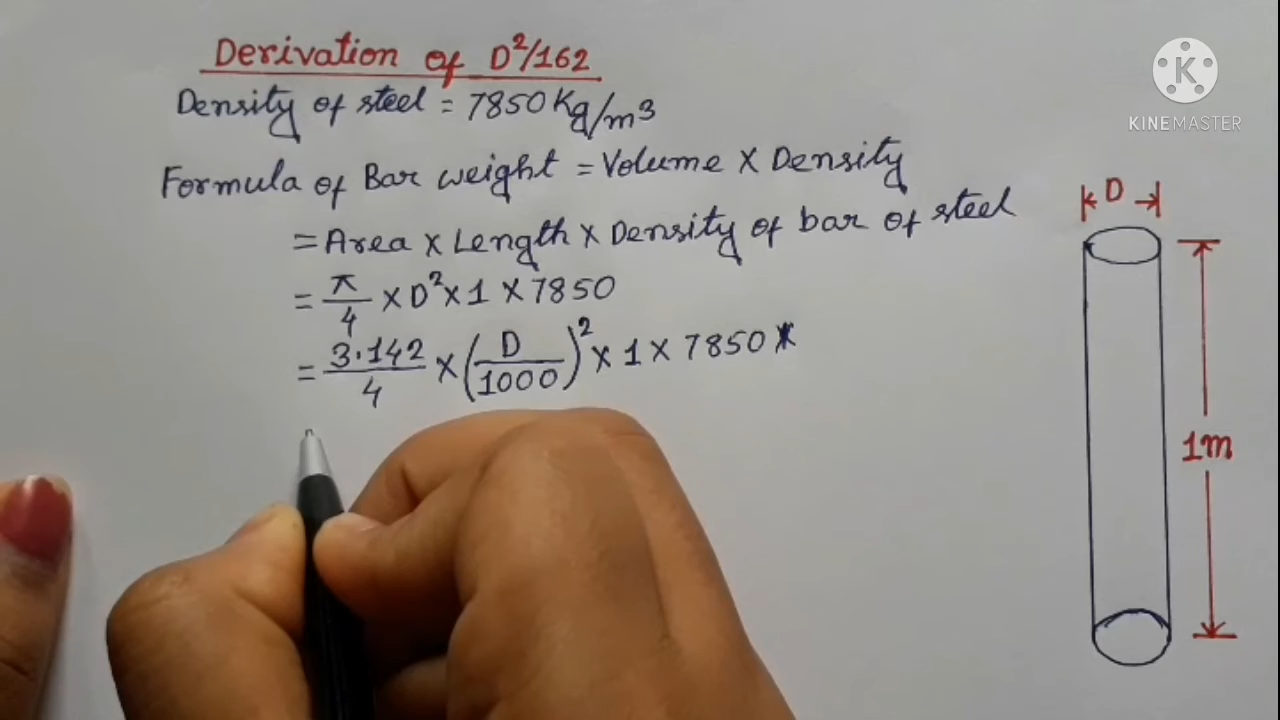 Derivation of D²/162
Density of steel = 7850 Kg/m³
Formula of Bar weight = Volume × Density
= Area × Length × Density of bar of steel
= π/4 × D² × 1 × 7850
= 3.142/4 × (D/1000)² × 1 × 7850
D
1m
K
KINEMASTER